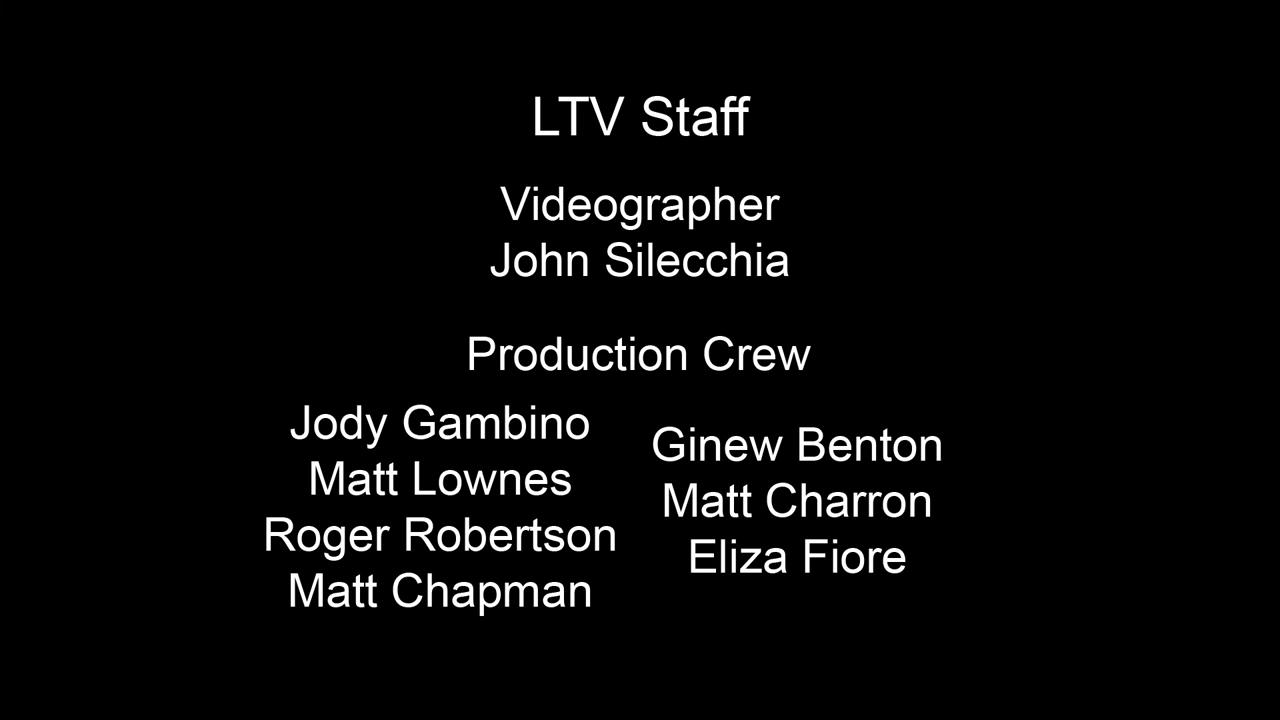 LTV Staff
Videographer
John Silecchia
Production Crew
Jody Gambino
Matt Lownes
Roger Robertson
Matt Chapman
Ginew Benton
Matt Charron
Eliza Fiore